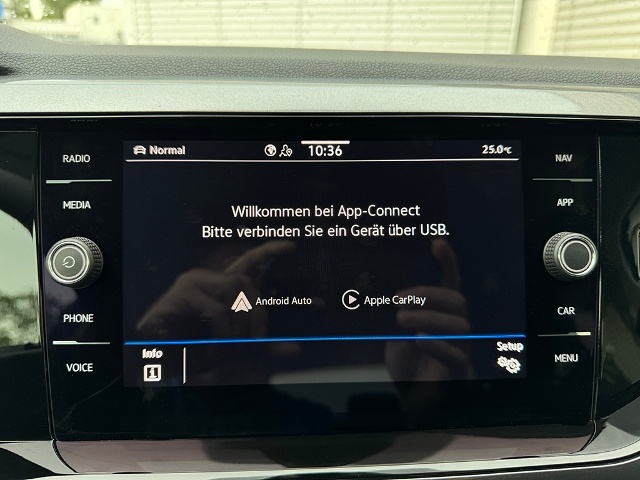 RADIO
MEDIA
PHONE
VOICE
Normal
10:36
25.0°C
Willkommen bei App-Connect
Bitte verbinden Sie ein Gerät über USB.
Android Auto
Apple CarPlay
Info
Setup
NAV
APP
CAR
MENU